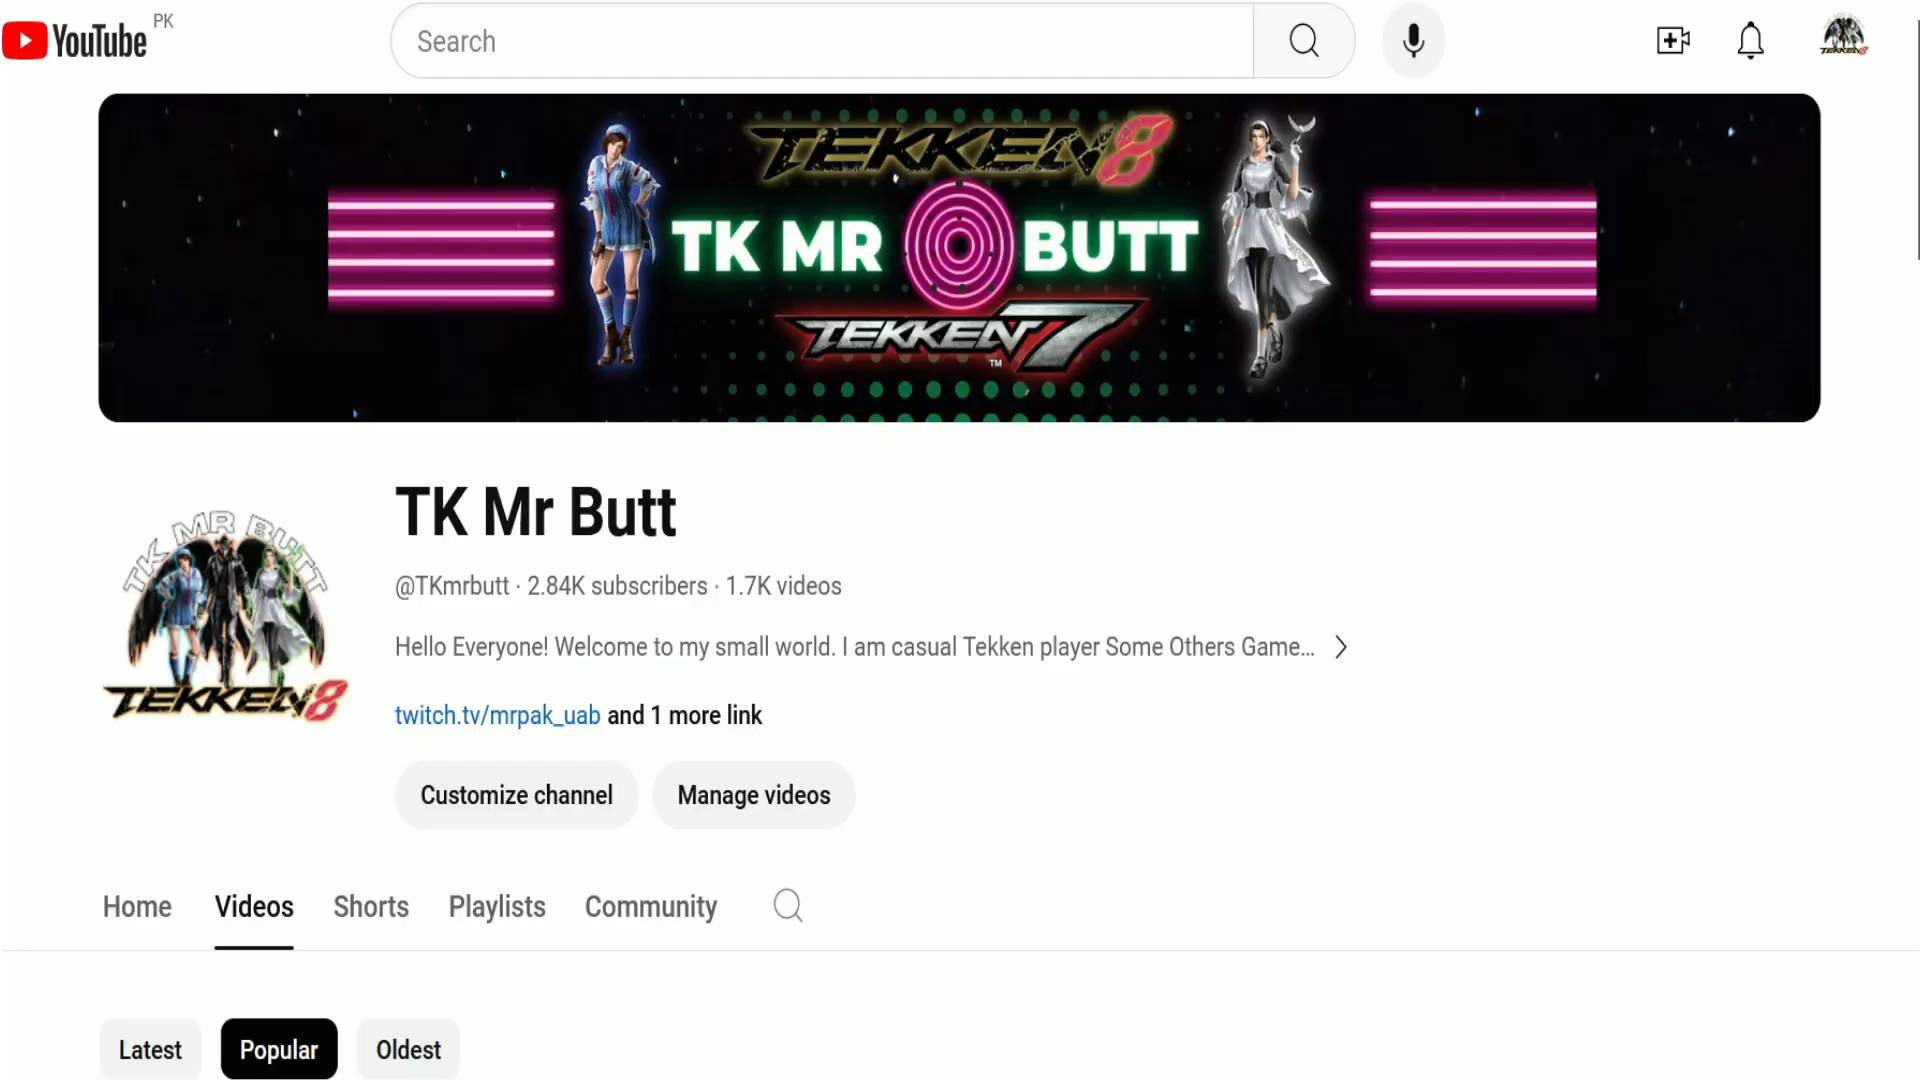 YouTube PK
Search
TEKKEN 8
TEKKEN 8
TK MR BUTT
TEKKEN 7
TM
TK Mr Butt
TK MR BUTT
TEKKEN 8
@TKmrbutt · 2.84K subscribers · 1.7K videos
Hello Everyone! Welcome to my small world. I am casual Tekken player Some Others Game...
twitch.tv/mrpak_uab and 1 more link
Customize channel
Manage videos
Home
Videos
Shorts
Playlists
Community
Latest
Popular
Oldest